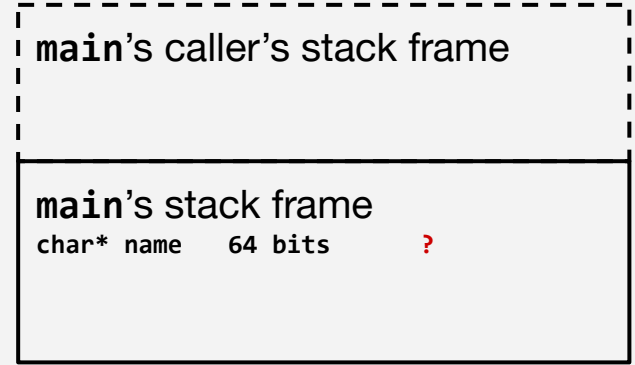 main’s caller’s stack frame
main’s stack frame
char* name 64 bits ?